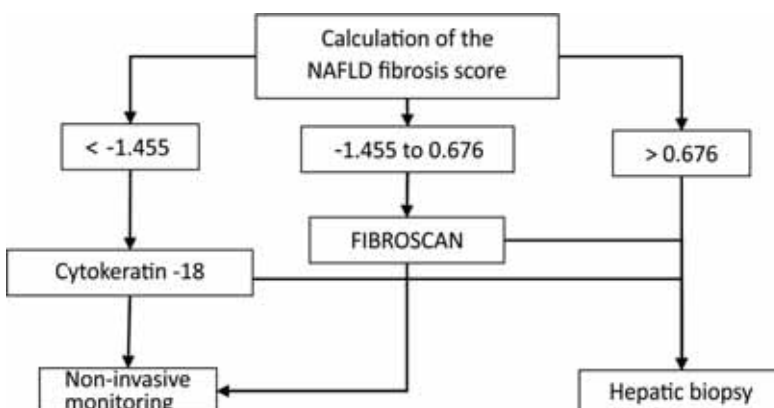 Calculation of the
NAFLD fibrosis score
< -1.455
-1.455 to 0.676
> 0.676
FIBROSCAN
Cytokeratin -18
Non-invasive
monitoring
Hepatic biopsy